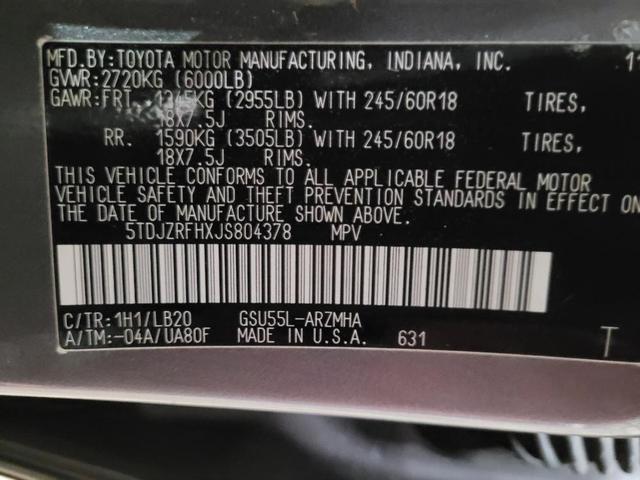 MFD.BY:TOYOTA MOTOR MANUFACTURING, INDIANA, INC. 11
GVWR:2720KG (6000LB)
GAWR:FRT. 1345KG (2955LB) WITH 245/60R18 TIRES,
18X7.5J RIMS.
RR. 1590KG (3505LB) WITH 245/60R18 TIRES,
18X7.5J RIMS.
THIS VEHICLE CONFORMS TO ALL APPLICABLE FEDERAL MOTOR
VEHICLE SAFETY AND THEFT PREVENTION STANDARDS IN EFFECT ON
THE DATE OF MANUFACTURE SHOWN ABOVE.
5TDJZRFHXJS804378 MPV
C/TR:1H1/LB20 GSU55L-ARZMHA
A/TM:-04A/UA80F MADE IN U.S.A. 631 T